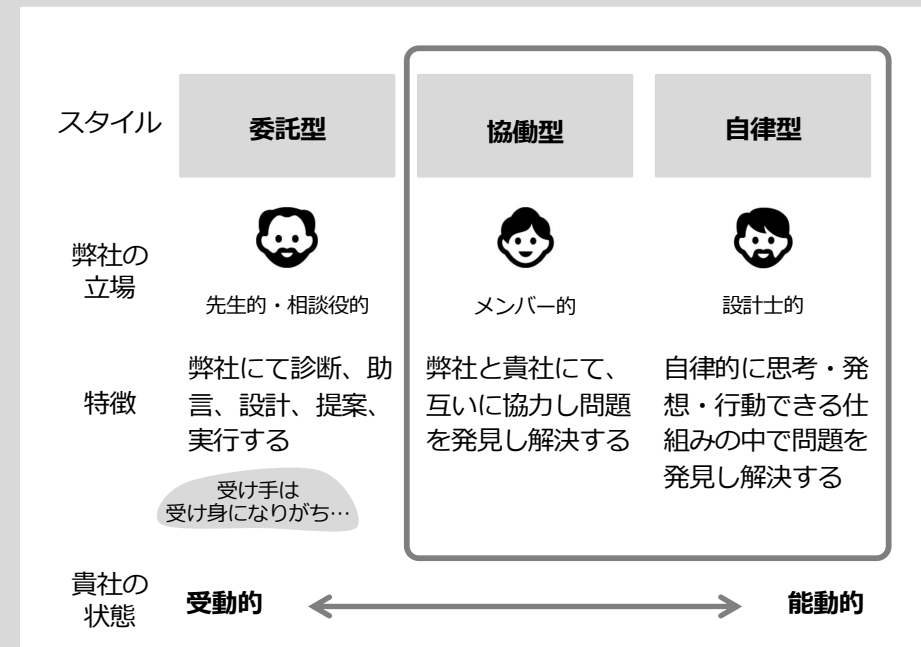 スタイル
委託型
協働型
自律型
弊社の
立場
先生的・相談役的
メンバー的
設計士的
特徴
弊社にて診断、助
言、設計、提案、
実行する
受け手は
受け身になりがち…
弊社と貴社にて、
互いに協力し問題
を発見し解決する
自律的に思考・発
想・行動できる仕
組みの中で問題を
発見し解決する
貴社の
状態
受動的
能動的